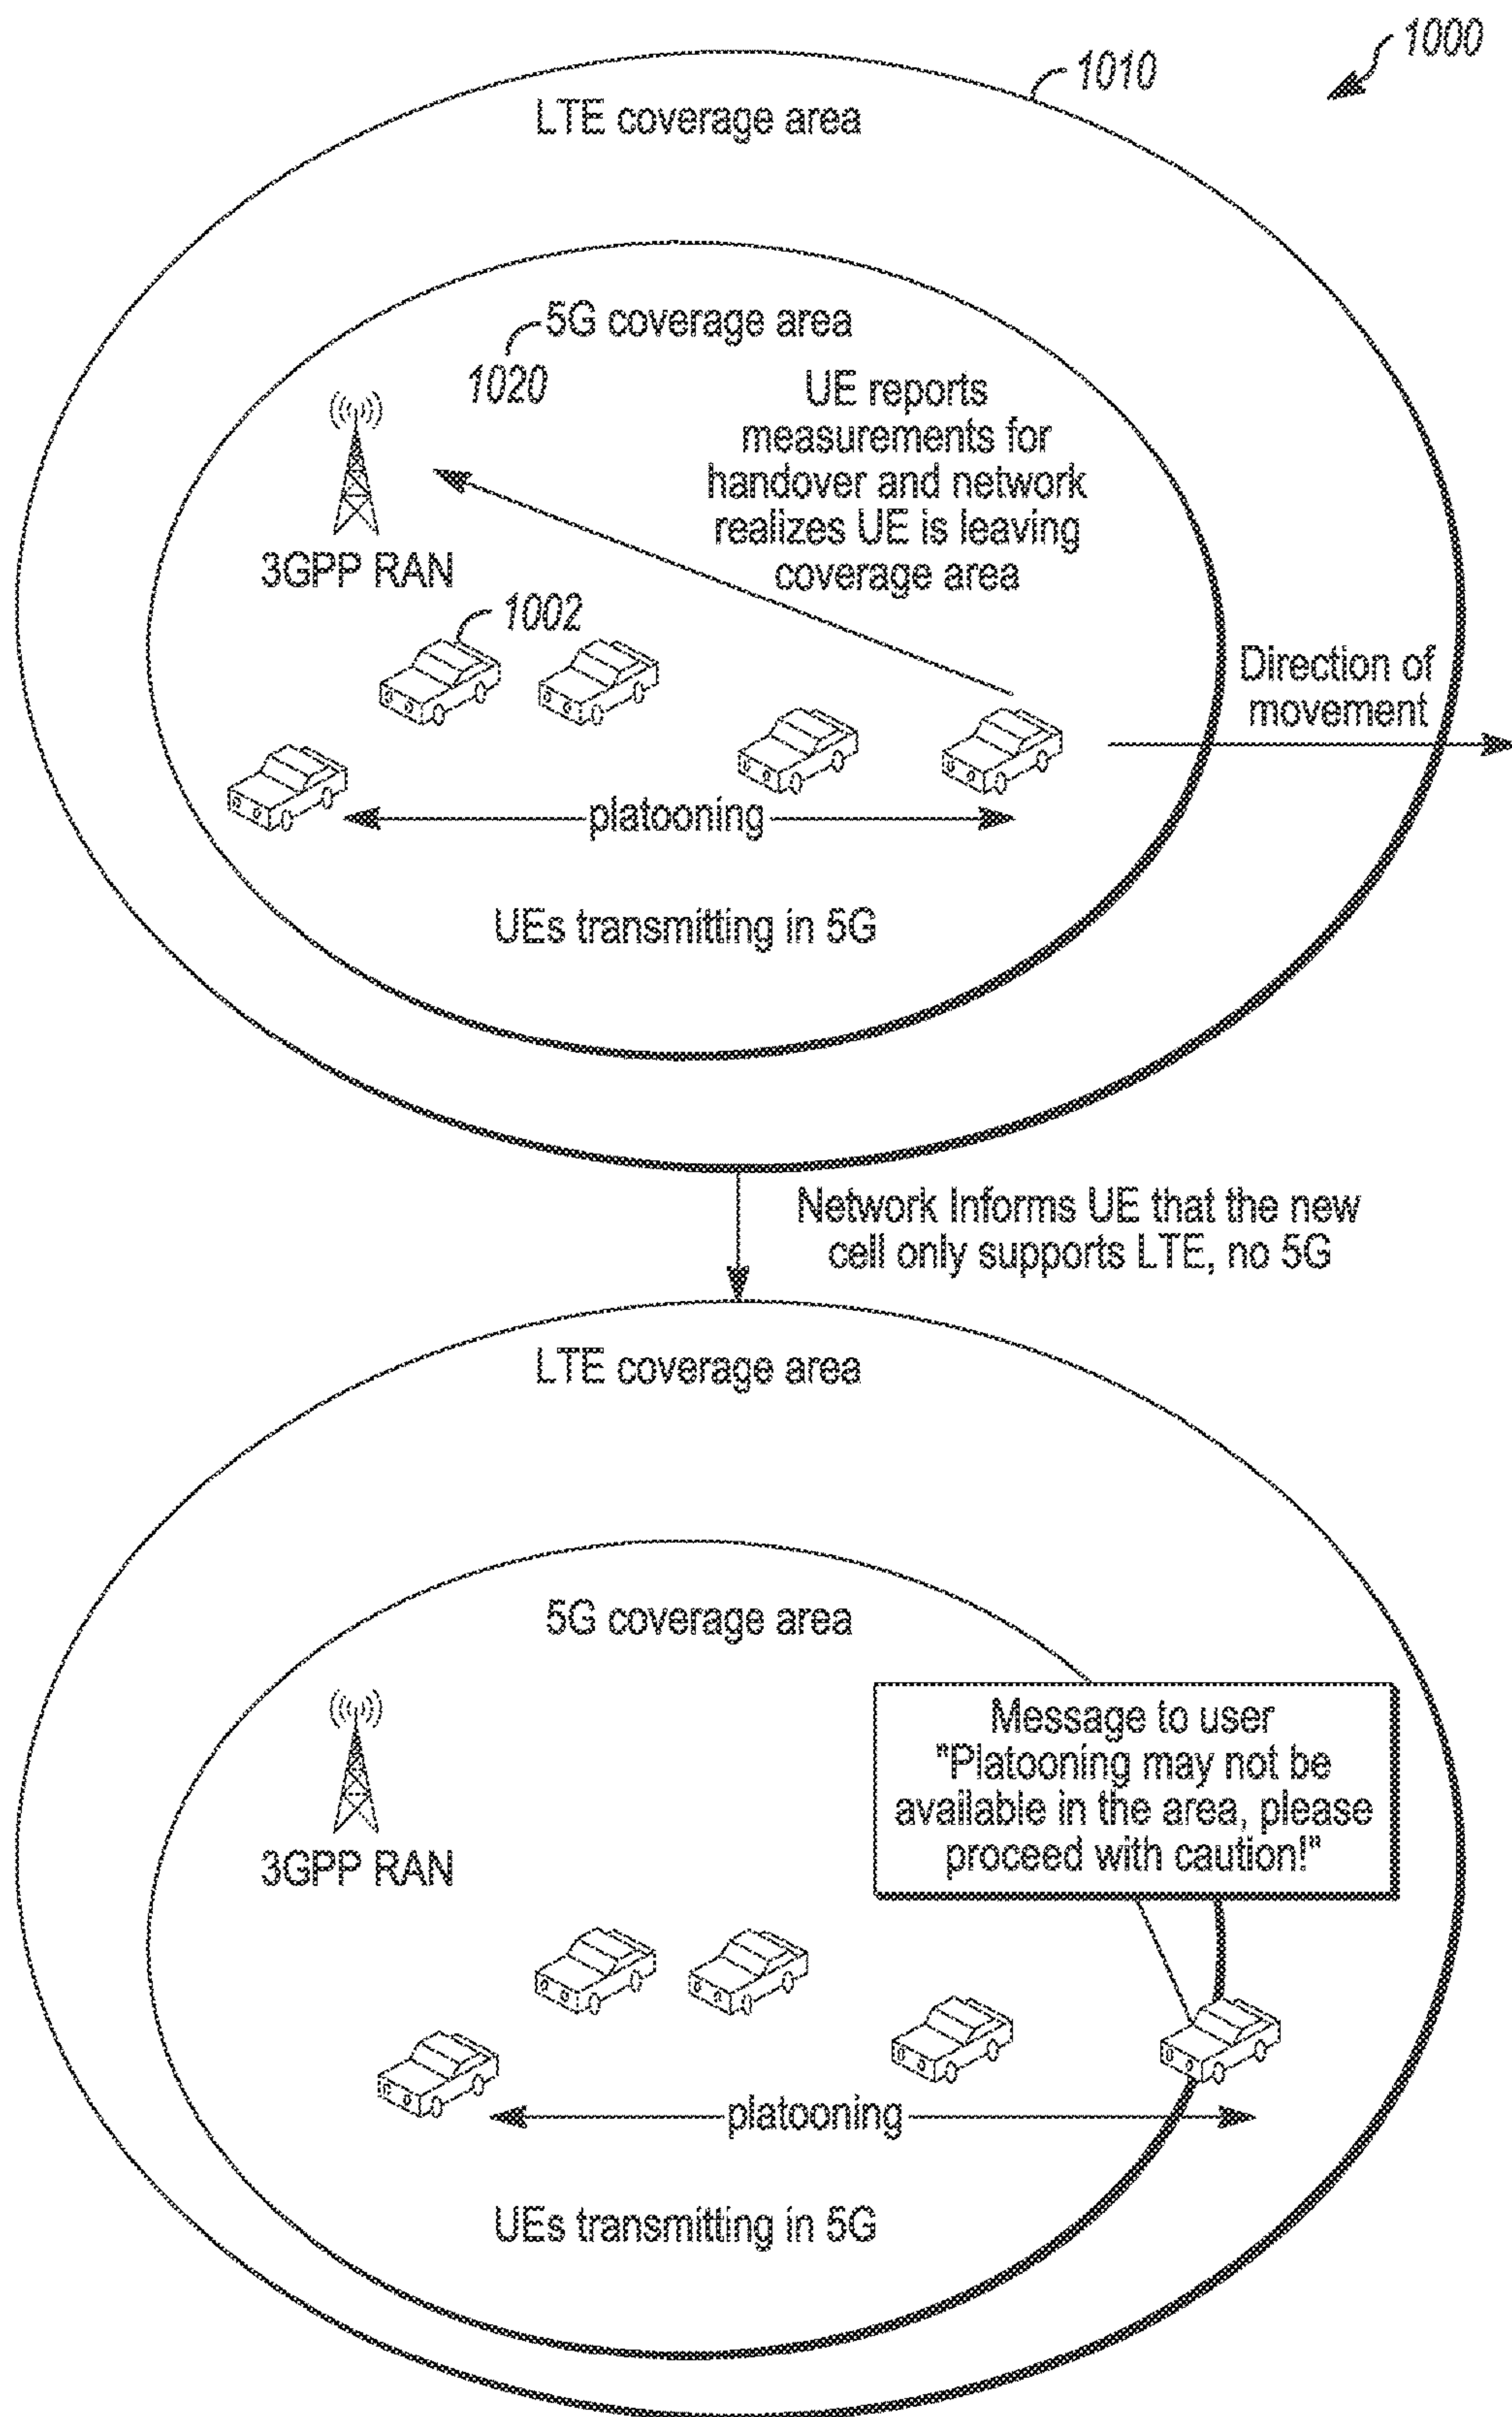 1000
1010
LTE coverage area
5G coverage area
1020
UE reports
measurements for
handover and network
realizes UE is leaving
coverage area
3GPP RAN
1002
Direction of
movement
platooning
UEs transmitting in 5G
Network Informs UE that the new
cell only supports LTE, no 5G
LTE coverage area
5G coverage area
Message to user
"Platooning may not be
available in the area, please
proceed with caution!"
3GPP RAN
platooning
UEs transmitting in 5G